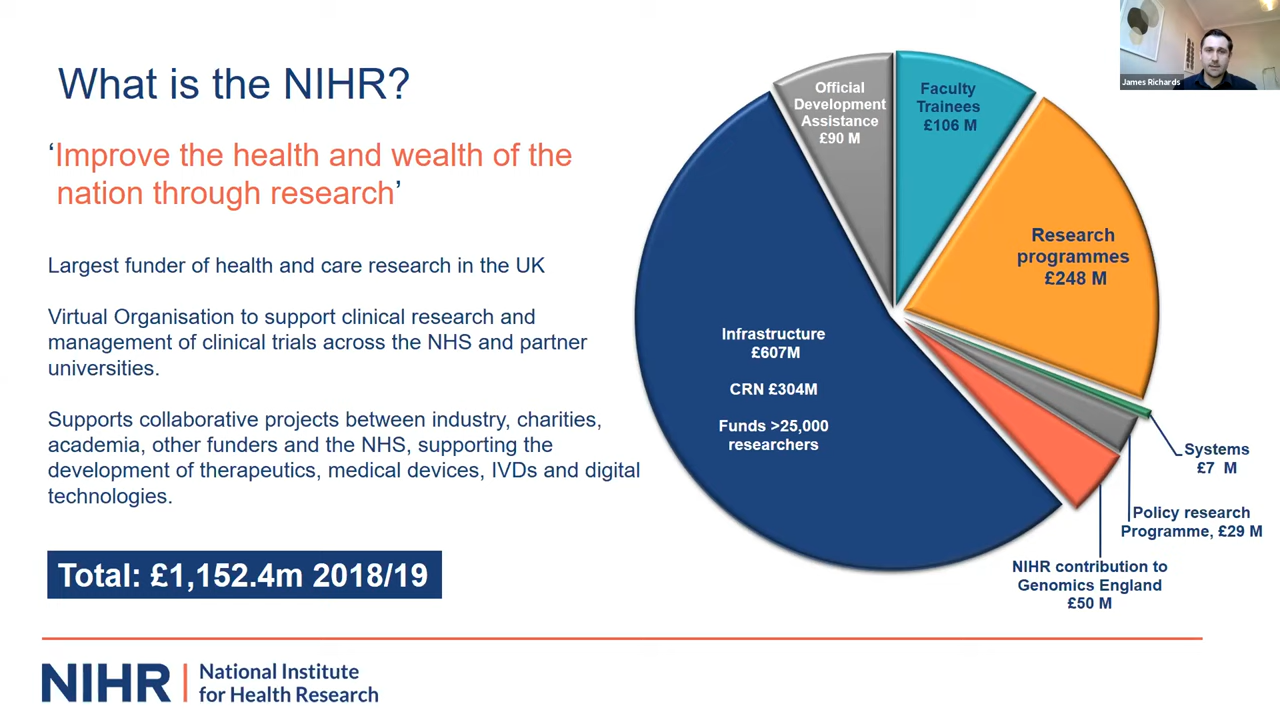 What is the NIHR?
‘Improve the health and wealth of the
nation through research’
Largest funder of health and care research in the UK
Virtual Organisation to support clinical research and
management of clinical trials across the NHS and partner
universities.
Supports collaborative projects between industry, charities,
academia, other funders and the NHS, supporting the
development of therapeutics, medical devices, IVDs and digital
technologies.
Total: £1,152.4m 2018/19
Official
Development
Assistance
£90 M
Faculty
Trainees
£106 M
Research
programmes
£248 M
Infrastructure
£607M
CRN £304M
Funds >25,000
researchers
Systems
£7 M
Policy research
Programme, £29 M
NIHR contribution to
Genomics England
£50 M
James Richards
NIHR | National Institute
for Health Research